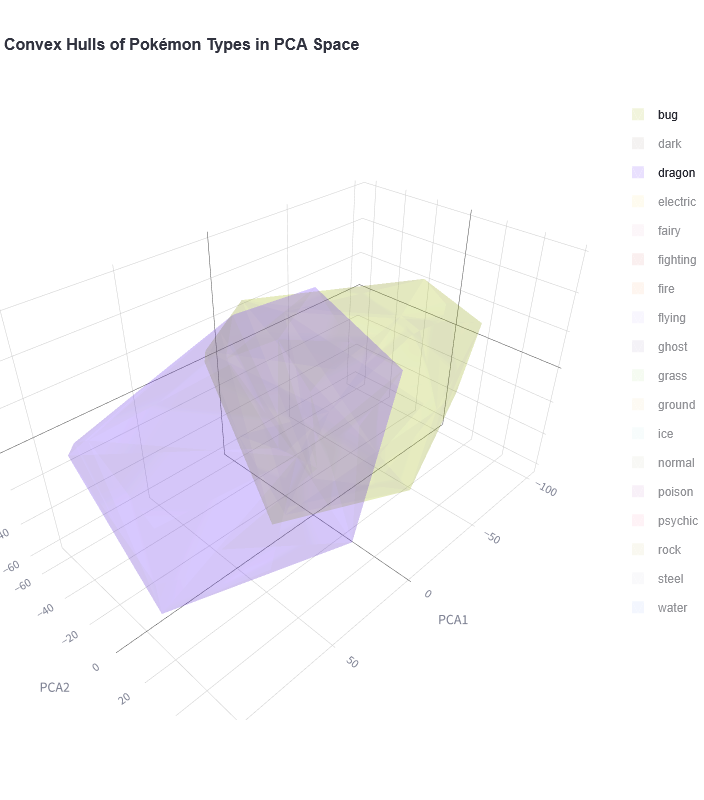 Convex Hulls of Pokémon Types in PCA Space
bug
dark
dragon
electric
fairy
fighting
fire
flying
ghost
grass
ground
ice
normal
poison
psychic
rock
steel
water
−100
−50
0
50
PCA1
−60
−60
−40
−20
0
20
PCA2